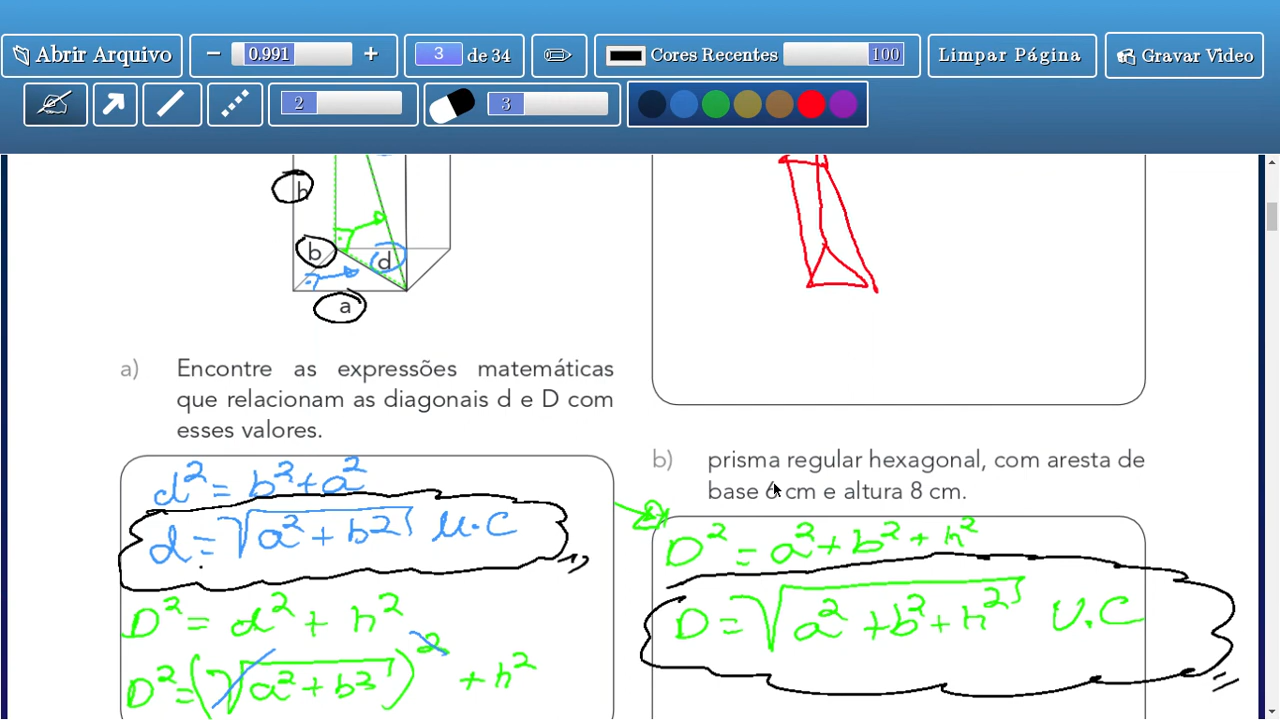 Abrir Arquivo − 0.991 + 3 de 34 Cores Recentes 100 Limpar Página Gravar Video
2 3
h
b
d
a
a) Encontre as expressões matemáticas
que relacionam as diagonais d e D com
esses valores.
d² = b² + a²
d = √a² + b² u.c
D² = d² + h²
D² = (√a² + b²)² + h²
b) prisma regular hexagonal, com aresta de
base 6 cm e altura 8 cm.
D² = a² + b² + h²
D = √a² + b² + h² U.C